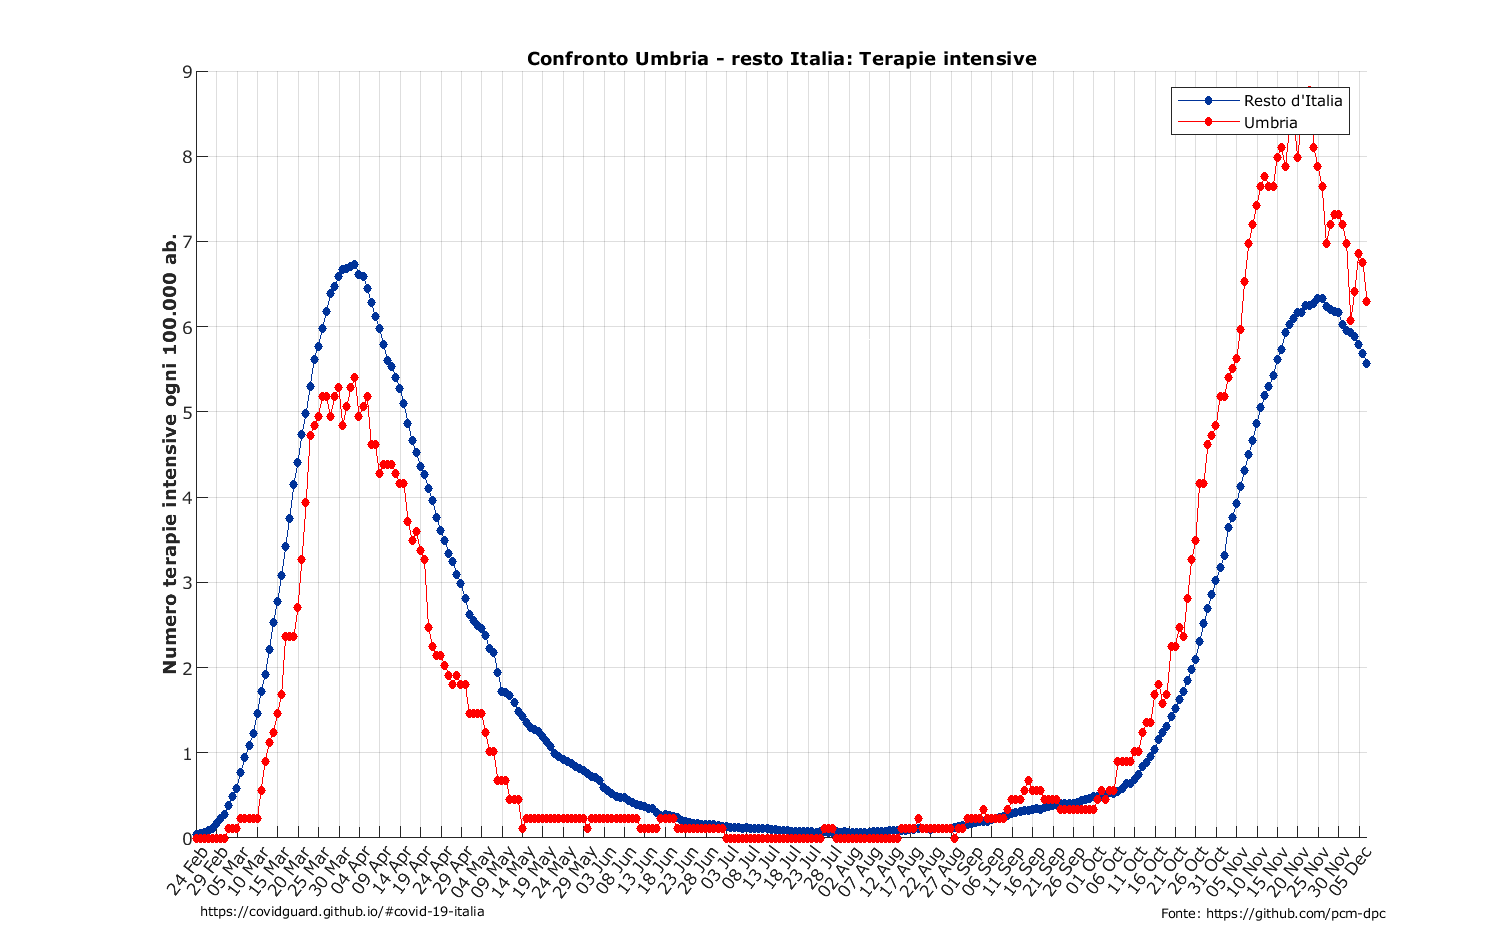 Confronto Umbria - resto Italia: Terapie intensive
Resto d'Italia
Umbria
Numero terapie intensive ogni 100.000 ab.
9
8
7
6
5
4
3
2
1
0
24 Feb
29 Feb
05 Mar
10 Mar
15 Mar
20 Mar
25 Mar
30 Mar
04 Apr
09 Apr
14 Apr
19 Apr
24 Apr
29 Apr
04 May
09 May
14 May
19 May
24 May
29 May
03 Jun
08 Jun
13 Jun
18 Jun
23 Jun
28 Jun
03 Jul
08 Jul
13 Jul
18 Jul
23 Jul
28 Jul
02 Aug
07 Aug
12 Aug
17 Aug
22 Aug
27 Aug
01 Sep
06 Sep
11 Sep
16 Sep
21 Sep
26 Sep
01 Oct
06 Oct
11 Oct
16 Oct
21 Oct
26 Oct
31 Oct
05 Nov
10 Nov
15 Nov
20 Nov
25 Nov
30 Nov
05 Dec
https://covidguard.github.io/#covid-19-italia
Fonte: https://github.com/pcm-dpc